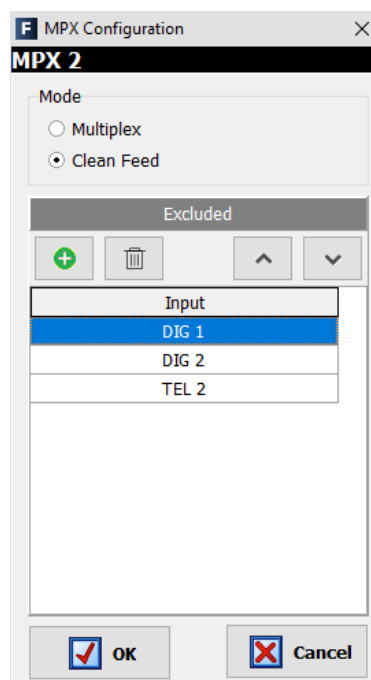 F MPX Configuration
MPX 2
Mode
Multiplex
Clean Feed
Excluded
Input
DIG 1
DIG 2
TEL 2
OK Cancel